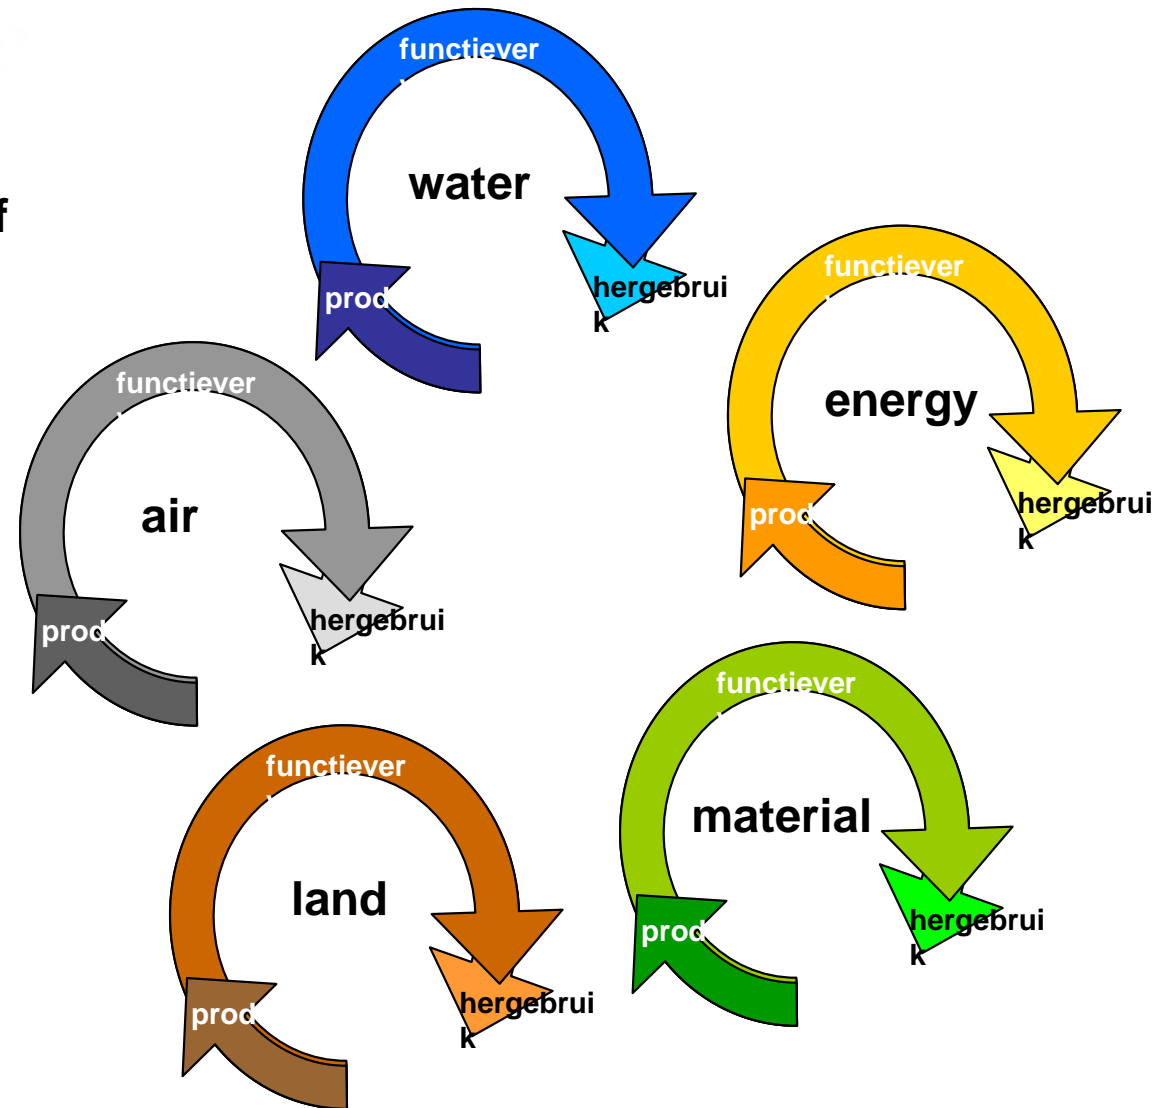 functiever
water
f
hergebrui
k
prod
functiever
energy
hergebrui
k
prod
functiever
air
hergebrui
k
prod
functiever
material
hergebrui
k
prod
functiever
land
hergebrui
k
prod